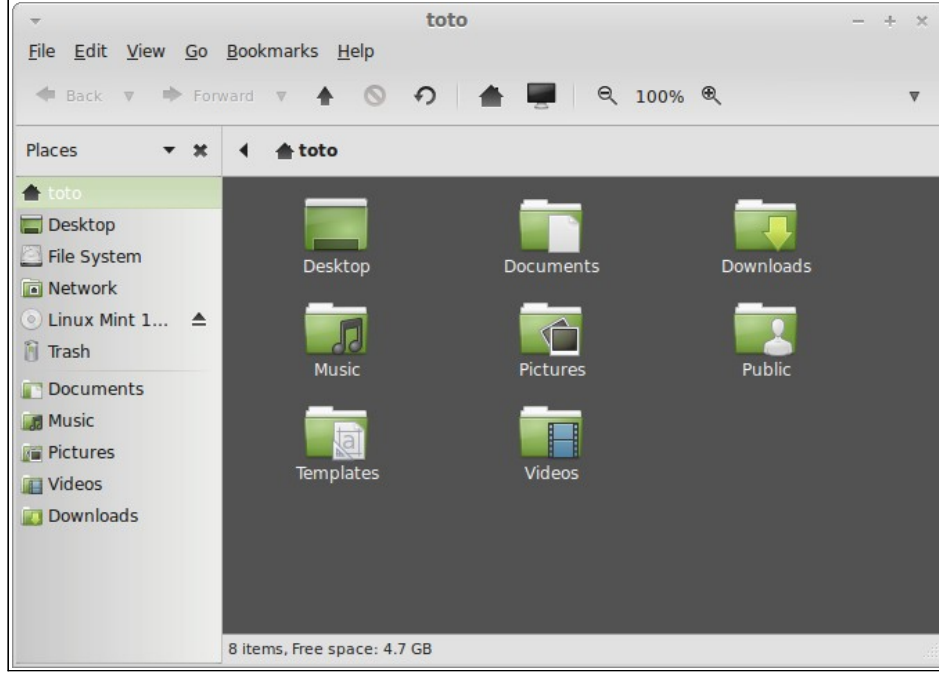 toto
File Edit View Go Bookmarks Help
Back Forward 100%
Places
toto
toto
Desktop
File System
Network
Linux Mint 1...
Trash
Documents
Music
Pictures
Videos
Downloads
Desktop Documents Downloads
Music Pictures Public
Templates Videos
8 items, Free space: 4.7 GB